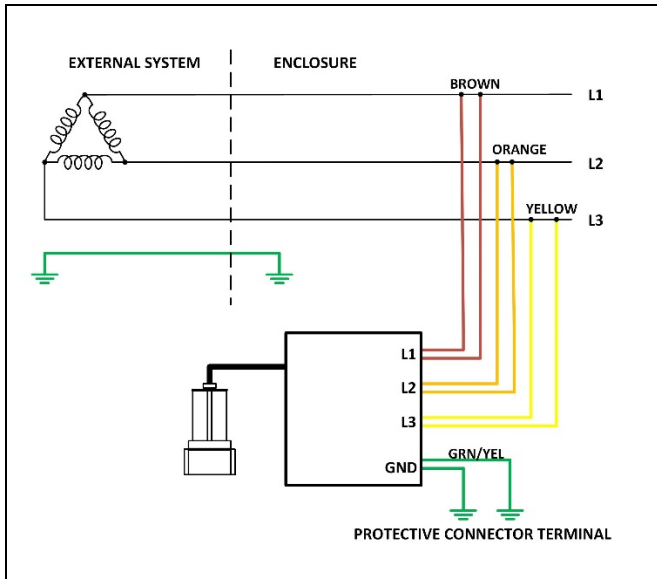 EXTERNAL SYSTEM ENCLOSURE
BROWN
L1
ORANGE
L2
YELLOW
L3
L1
L2
L3
GRN/YEL
GND
PROTECTIVE CONNECTOR TERMINAL